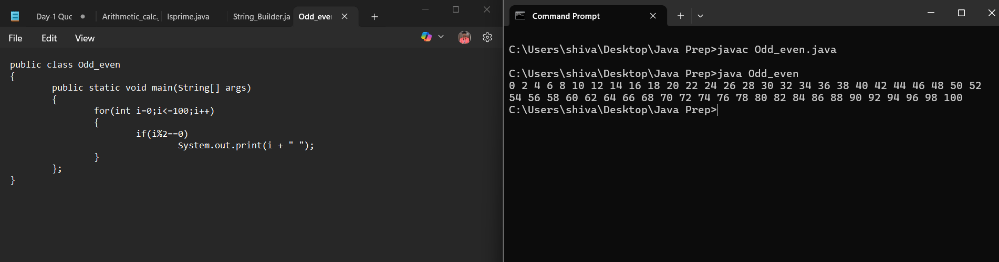 Day-1 Que
Arithmetic_calc.
Isprime.java
String_Builder.ja
Odd_eve
File Edit View
public class Odd_even
{
public static void main(String[] args)
{
for(int i=0;i<=100;i++)
{
if(i%2==0)
System.out.print(i + " ");
}
};
}
Command Prompt
C:\Users\shiva\Desktop\Java Prep>javac Odd_even.java
C:\Users\shiva\Desktop\Java Prep>java Odd_even
0 2 4 6 8 10 12 14 16 18 20 22 24 26 28 30 32 34 36 38 40 42 44 46 48 50 52
54 56 58 60 62 64 66 68 70 72 74 76 78 80 82 84 86 88 90 92 94 96 98 100
C:\Users\shiva\Desktop\Java Prep>